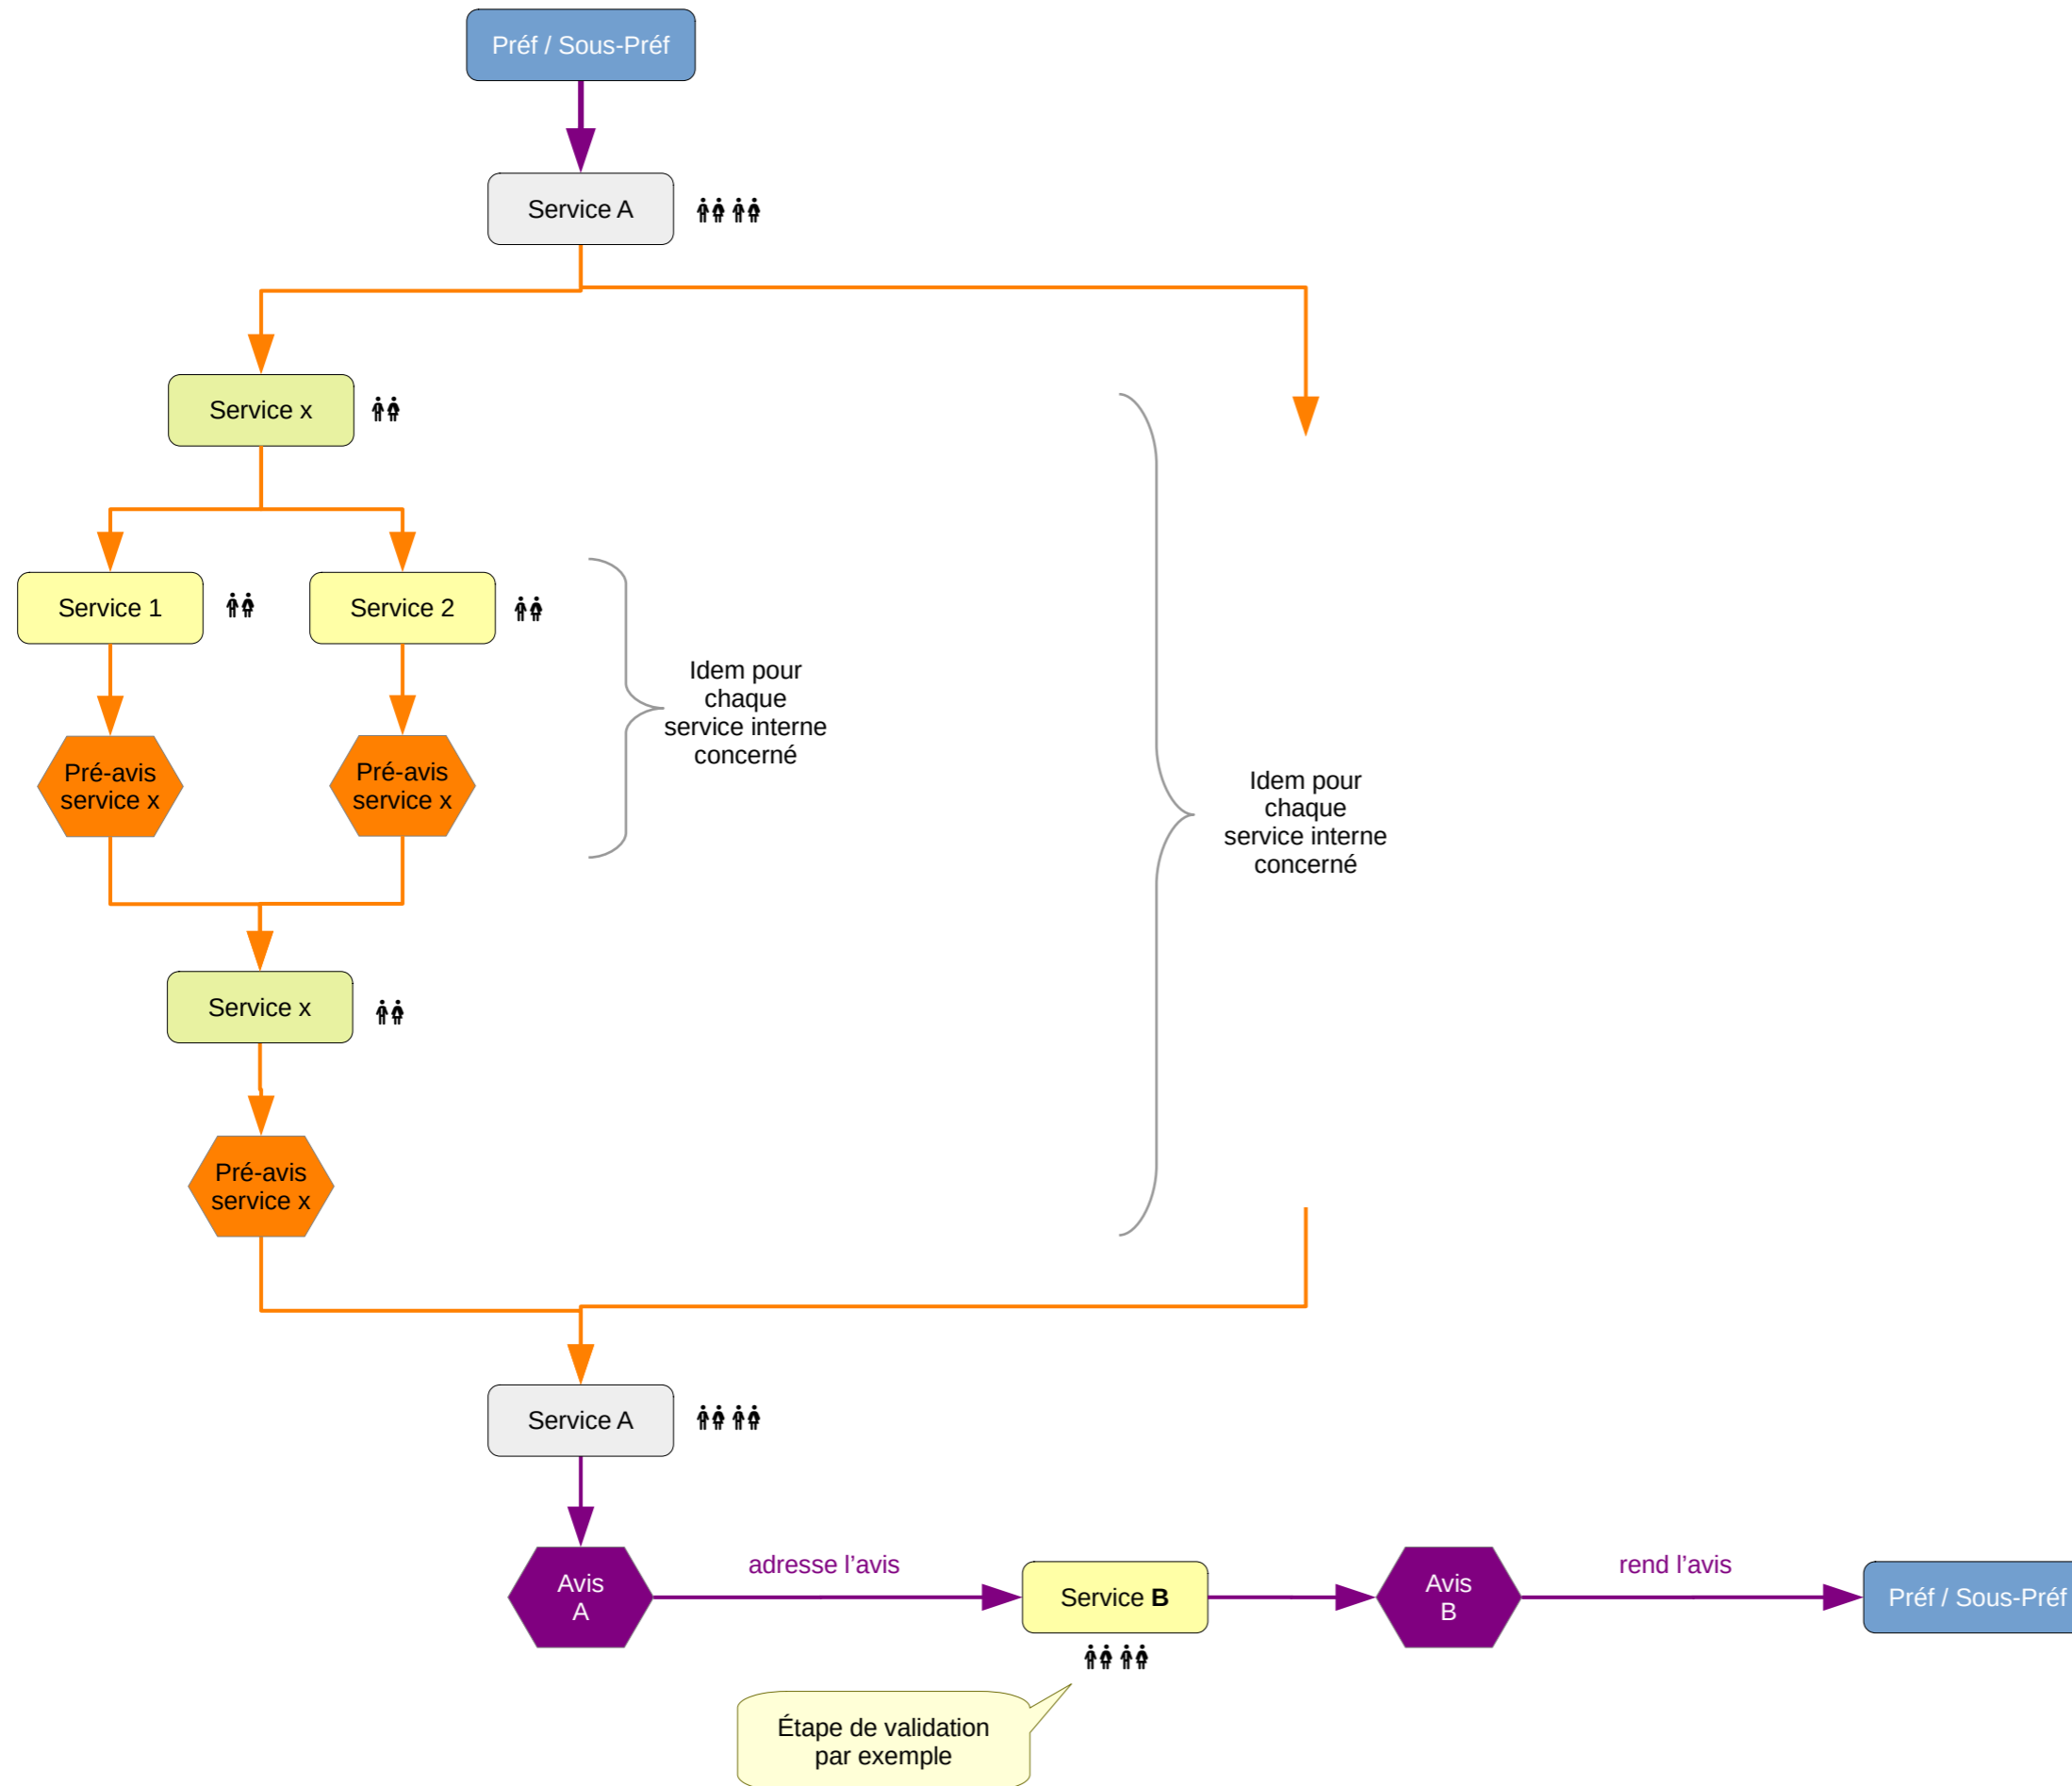 Préf / Sous-Préf
Service A
Service x
Service 1
Service 2
Idem pour
chaque
service interne
concerné
Pré-avis
service x
Pré-avis
service x
Idem pour
chaque
service interne
concerné
Service x
Pré-avis
service x
Service A
Avis
A
adresse l’avis
Service B
Avis
B
rend l’avis
Préf / Sous-Préf
Étape de validation
par exemple